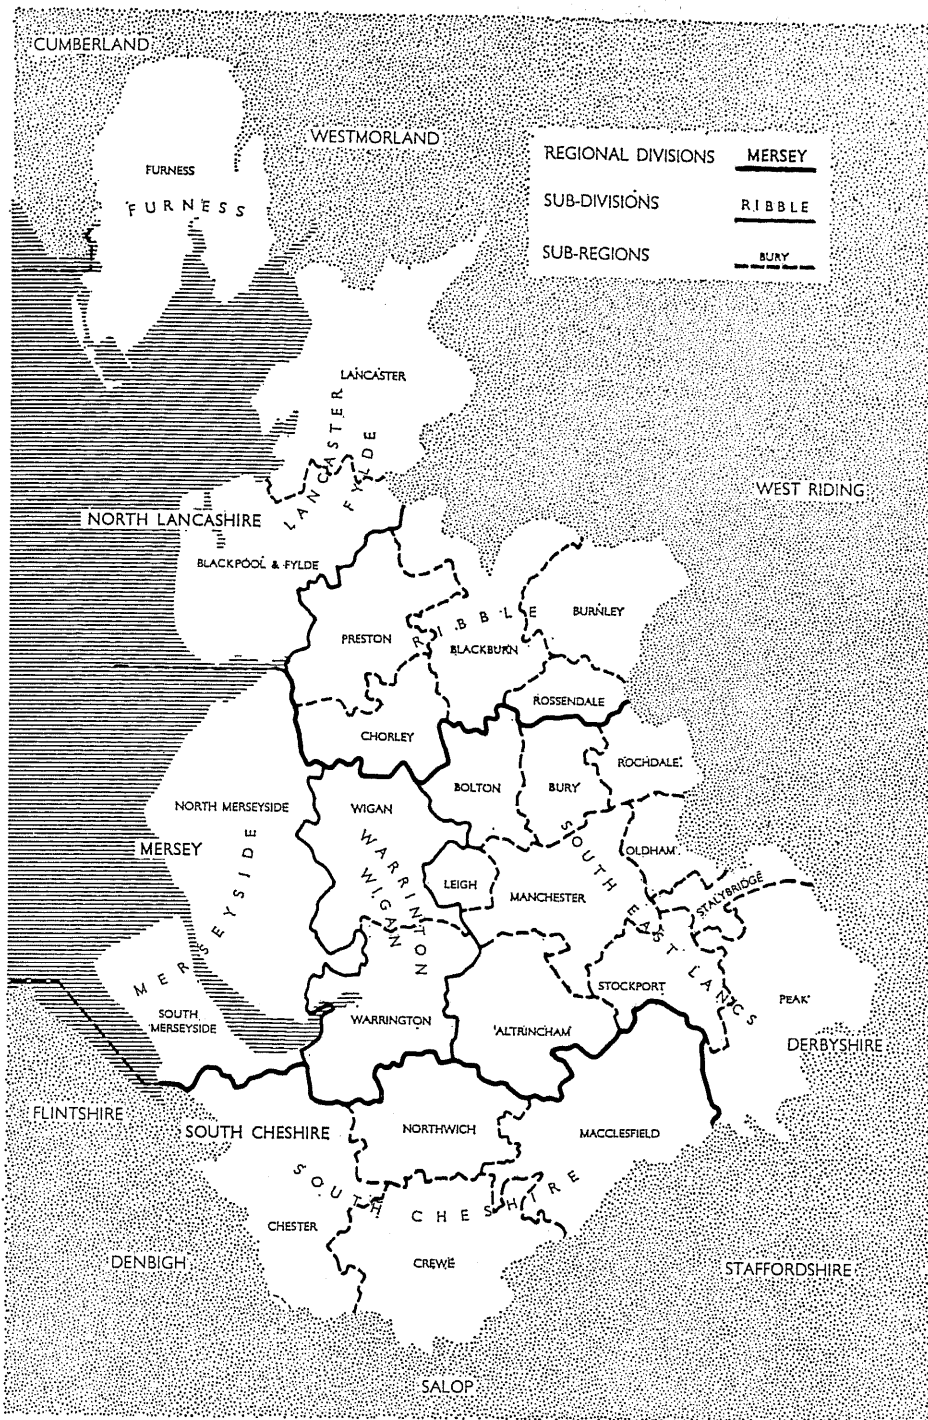 CUMBERLAND
WESTMORLAND
REGIONAL DIVISIONS MERSEY
SUB-DIVISIONS RIBBLE
SUB-REGIONS BURY
FURNESS
FURNESS
LANCASTER
LANCASTER
FYLDE
WEST RIDING
NORTH LANCASHIRE
BLACKPOOL & FYLDE
BURNLEY
RIBBLE
PRESTON
BLACKBURN
ROSSENDALE
CHORLEY
ROCHDALE
BOLTON
BURY
NORTH MERSEYSIDE
WIGAN
MERSEY
WARRINGTON
WIGAN
SOUTH EAST LANCS
OLDHAM
LEIGH
MANCHESTER
STALYBRIDGE
MERSEYSIDE
STOCKPORT
PEAK
SOUTH
MERSEYSIDE
WARRINGTON
ALTRINCHAM
DERBYSHIRE
FLINTSHIRE
SOUTH CHESHIRE
NORTHWICH
MACCLESFIELD
SOUTH CHESHIRE
CHESTER
CREWE
DENBIGH
STAFFORDSHIRE
SALOP